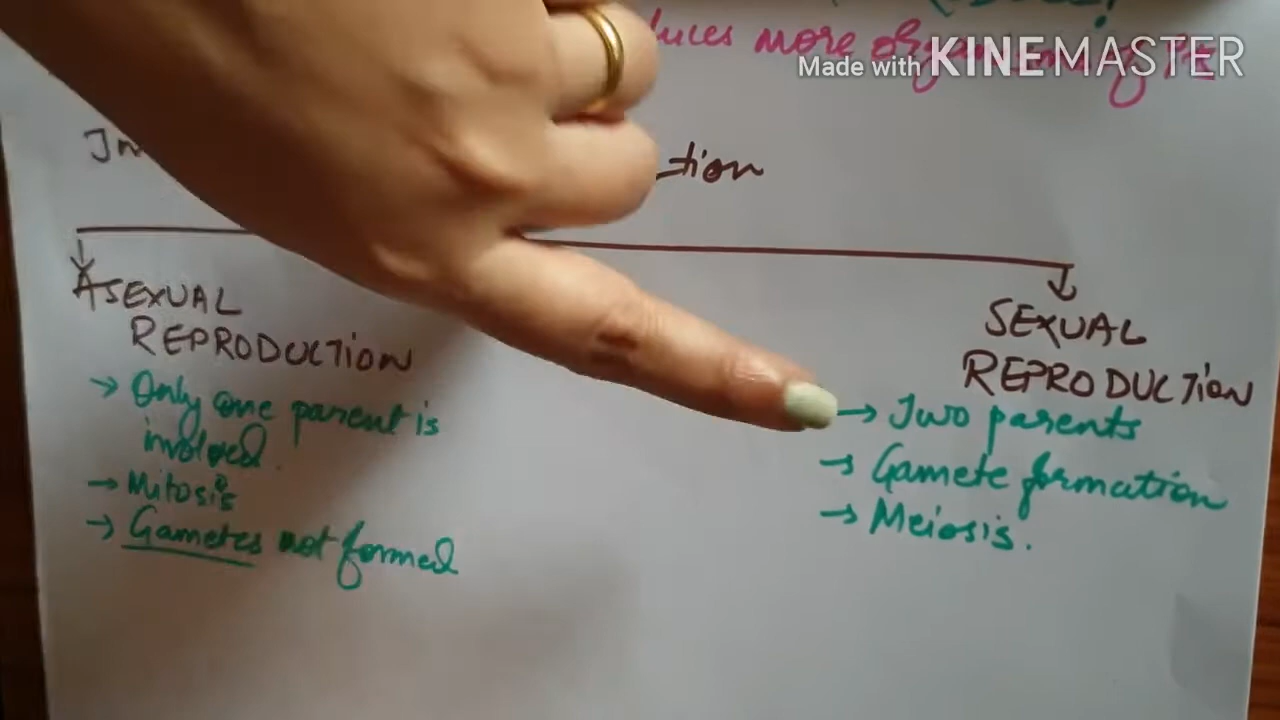 more
Made with KINEMASTER
tion
ASEXUAL
REPRODUCTION
→ Only one parent is
involved.
→ Mitosis
→ Gametes not formed
SEXUAL
REPRODUCTION
→ Two parents
→ Gamete formation
→ Meiosis.